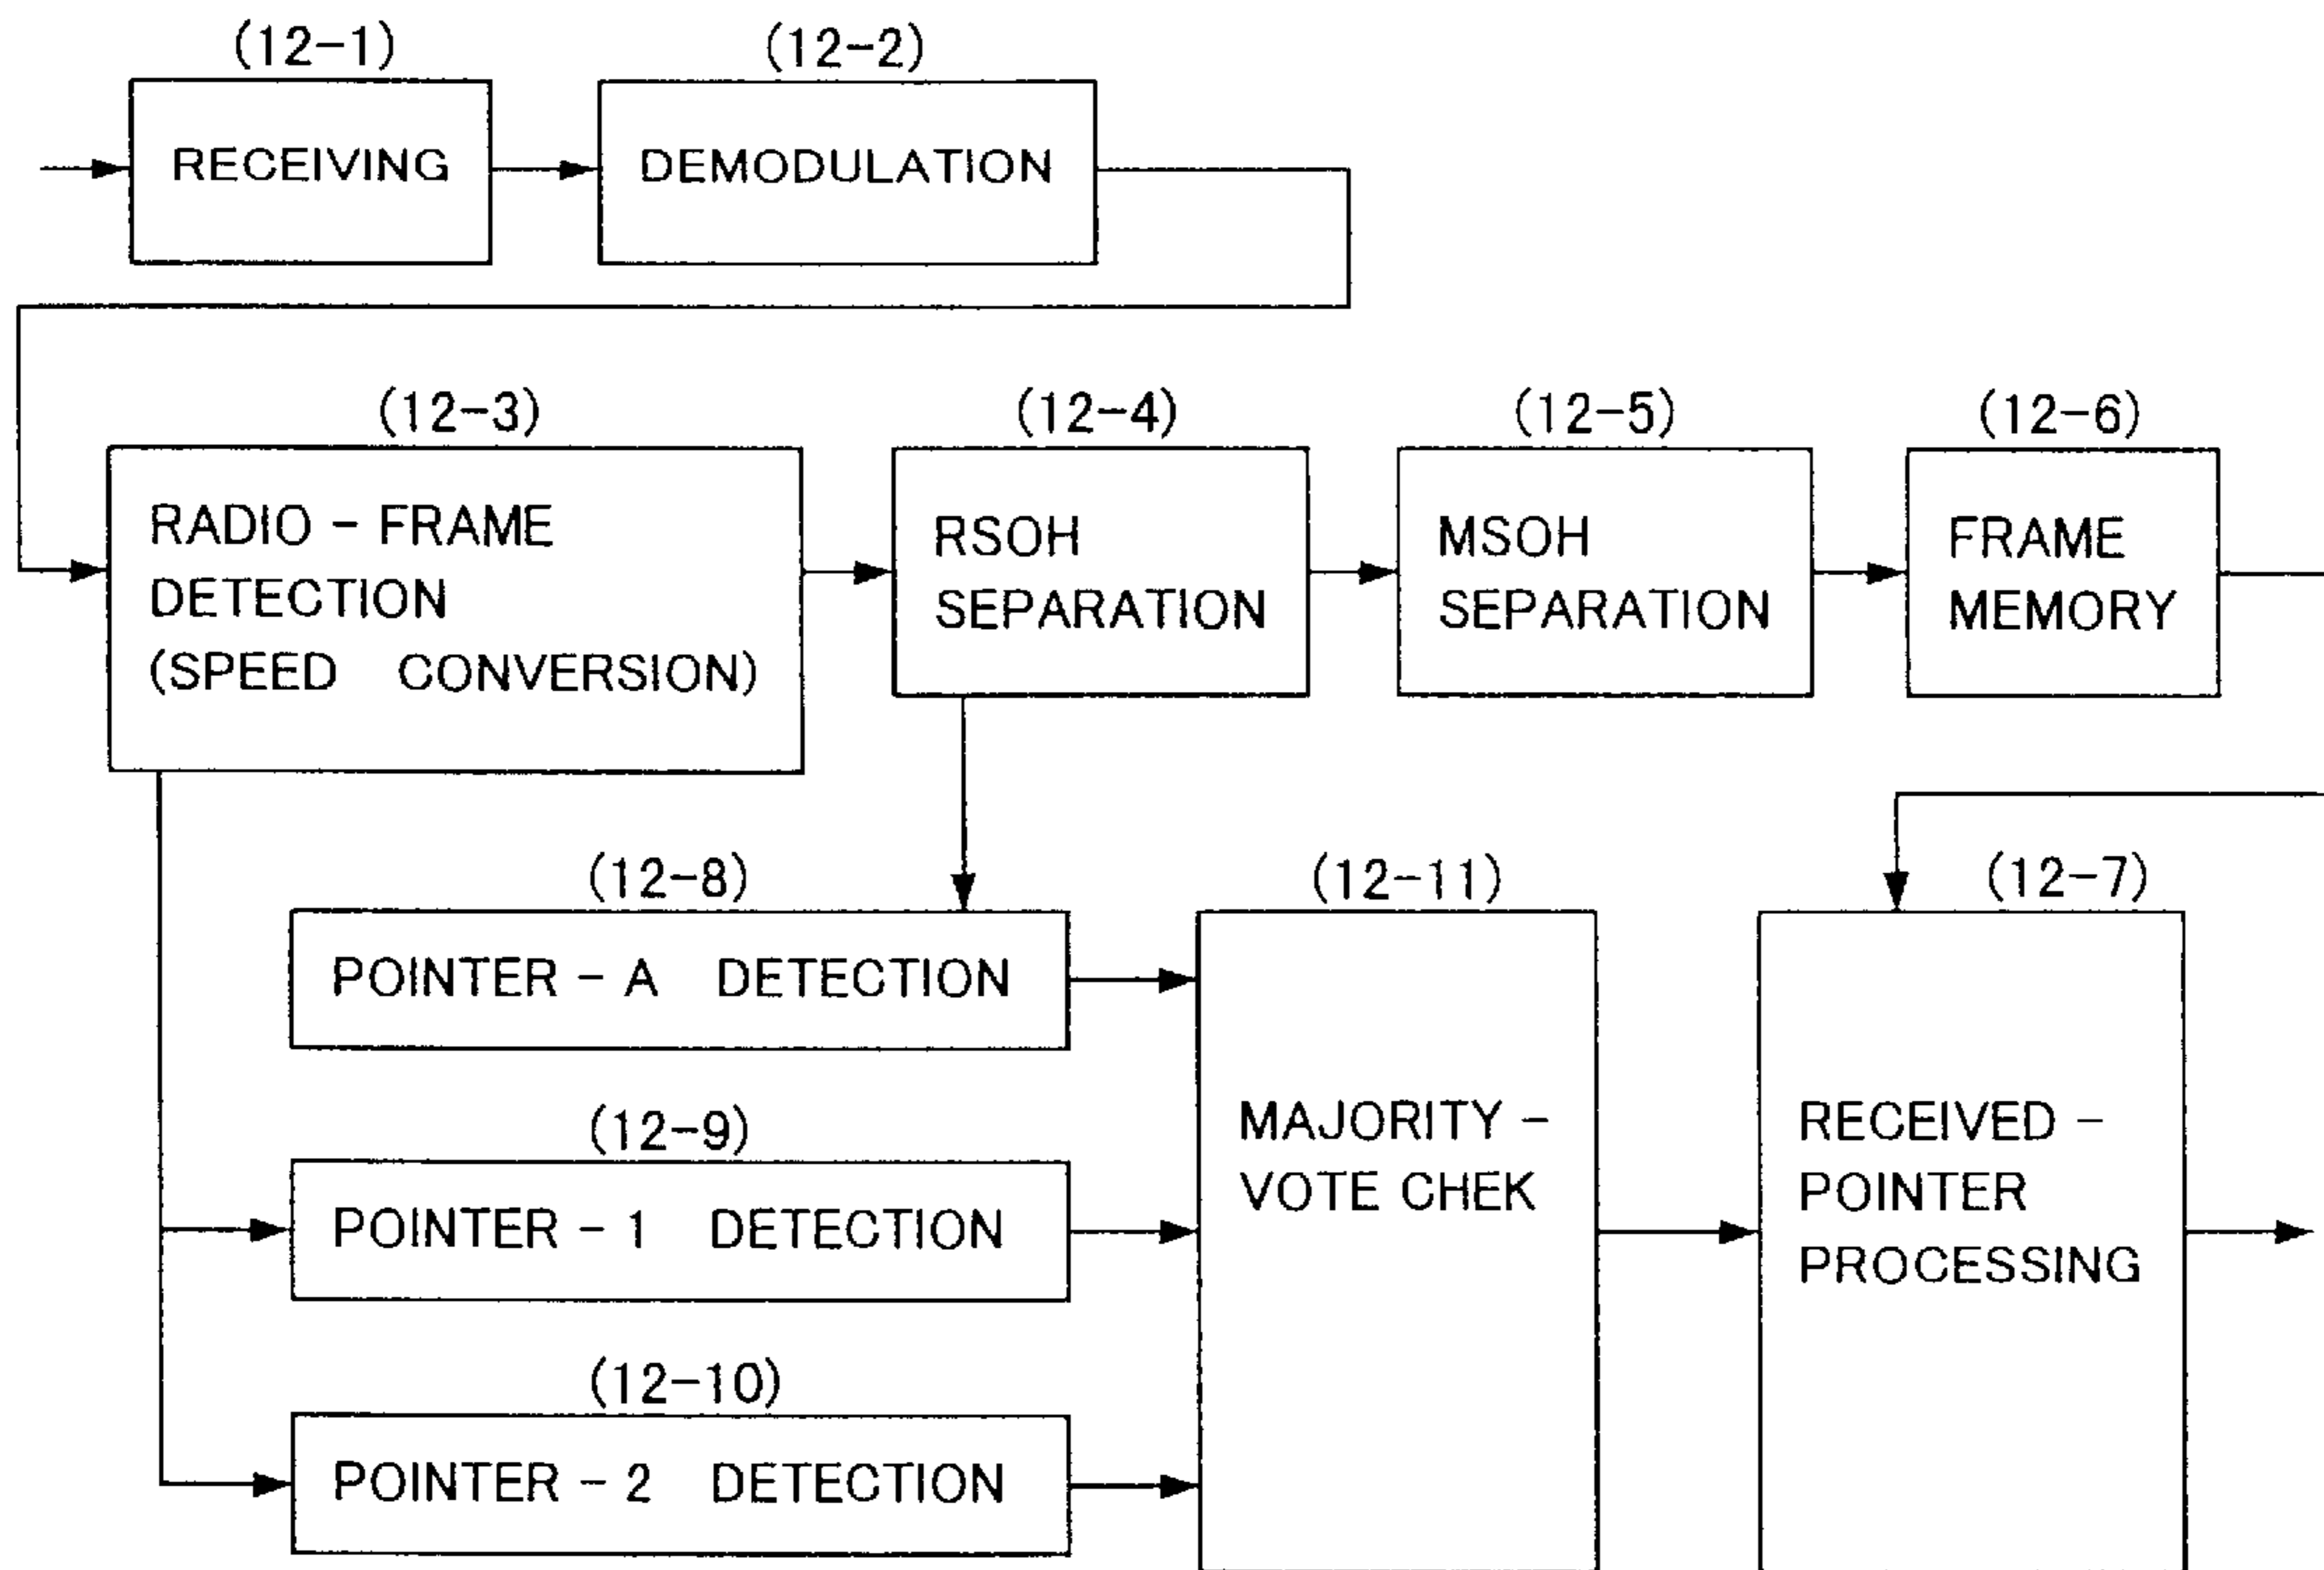 (12-1)
RECEIVING
(12-2)
DEMODULATION
(12-3)
RADIO - FRAME
DETECTION
(SPEED CONVERSION)
(12-4)
RSOH
SEPARATION
(12-5)
MSOH
SEPARATION
(12-6)
FRAME
MEMORY
(12-8)
POINTER - A DETECTION
(12-9)
POINTER - 1 DETECTION
(12-10)
POINTER - 2 DETECTION
(12-11)
MAJORITY -
VOTE CHEK
(12-7)
RECEIVED -
POINTER
PROCESSING